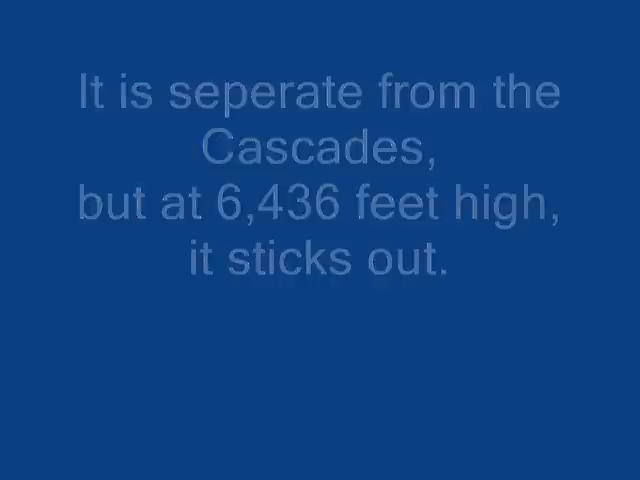 It is seperate from the
Cascades,
but at 6,436 feet high,
it sticks out.